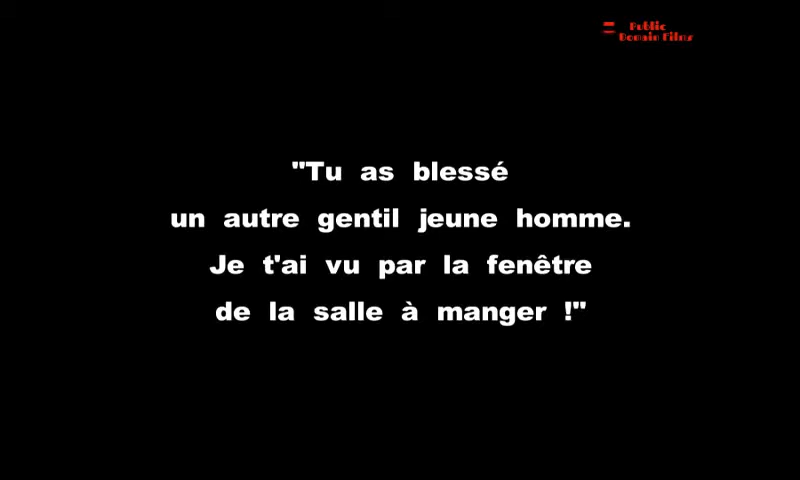 Public
Domain Films
"Tu as blessé
un autre gentil jeune homme.
Je t'ai vu par la fenêtre
de la salle à manger !"